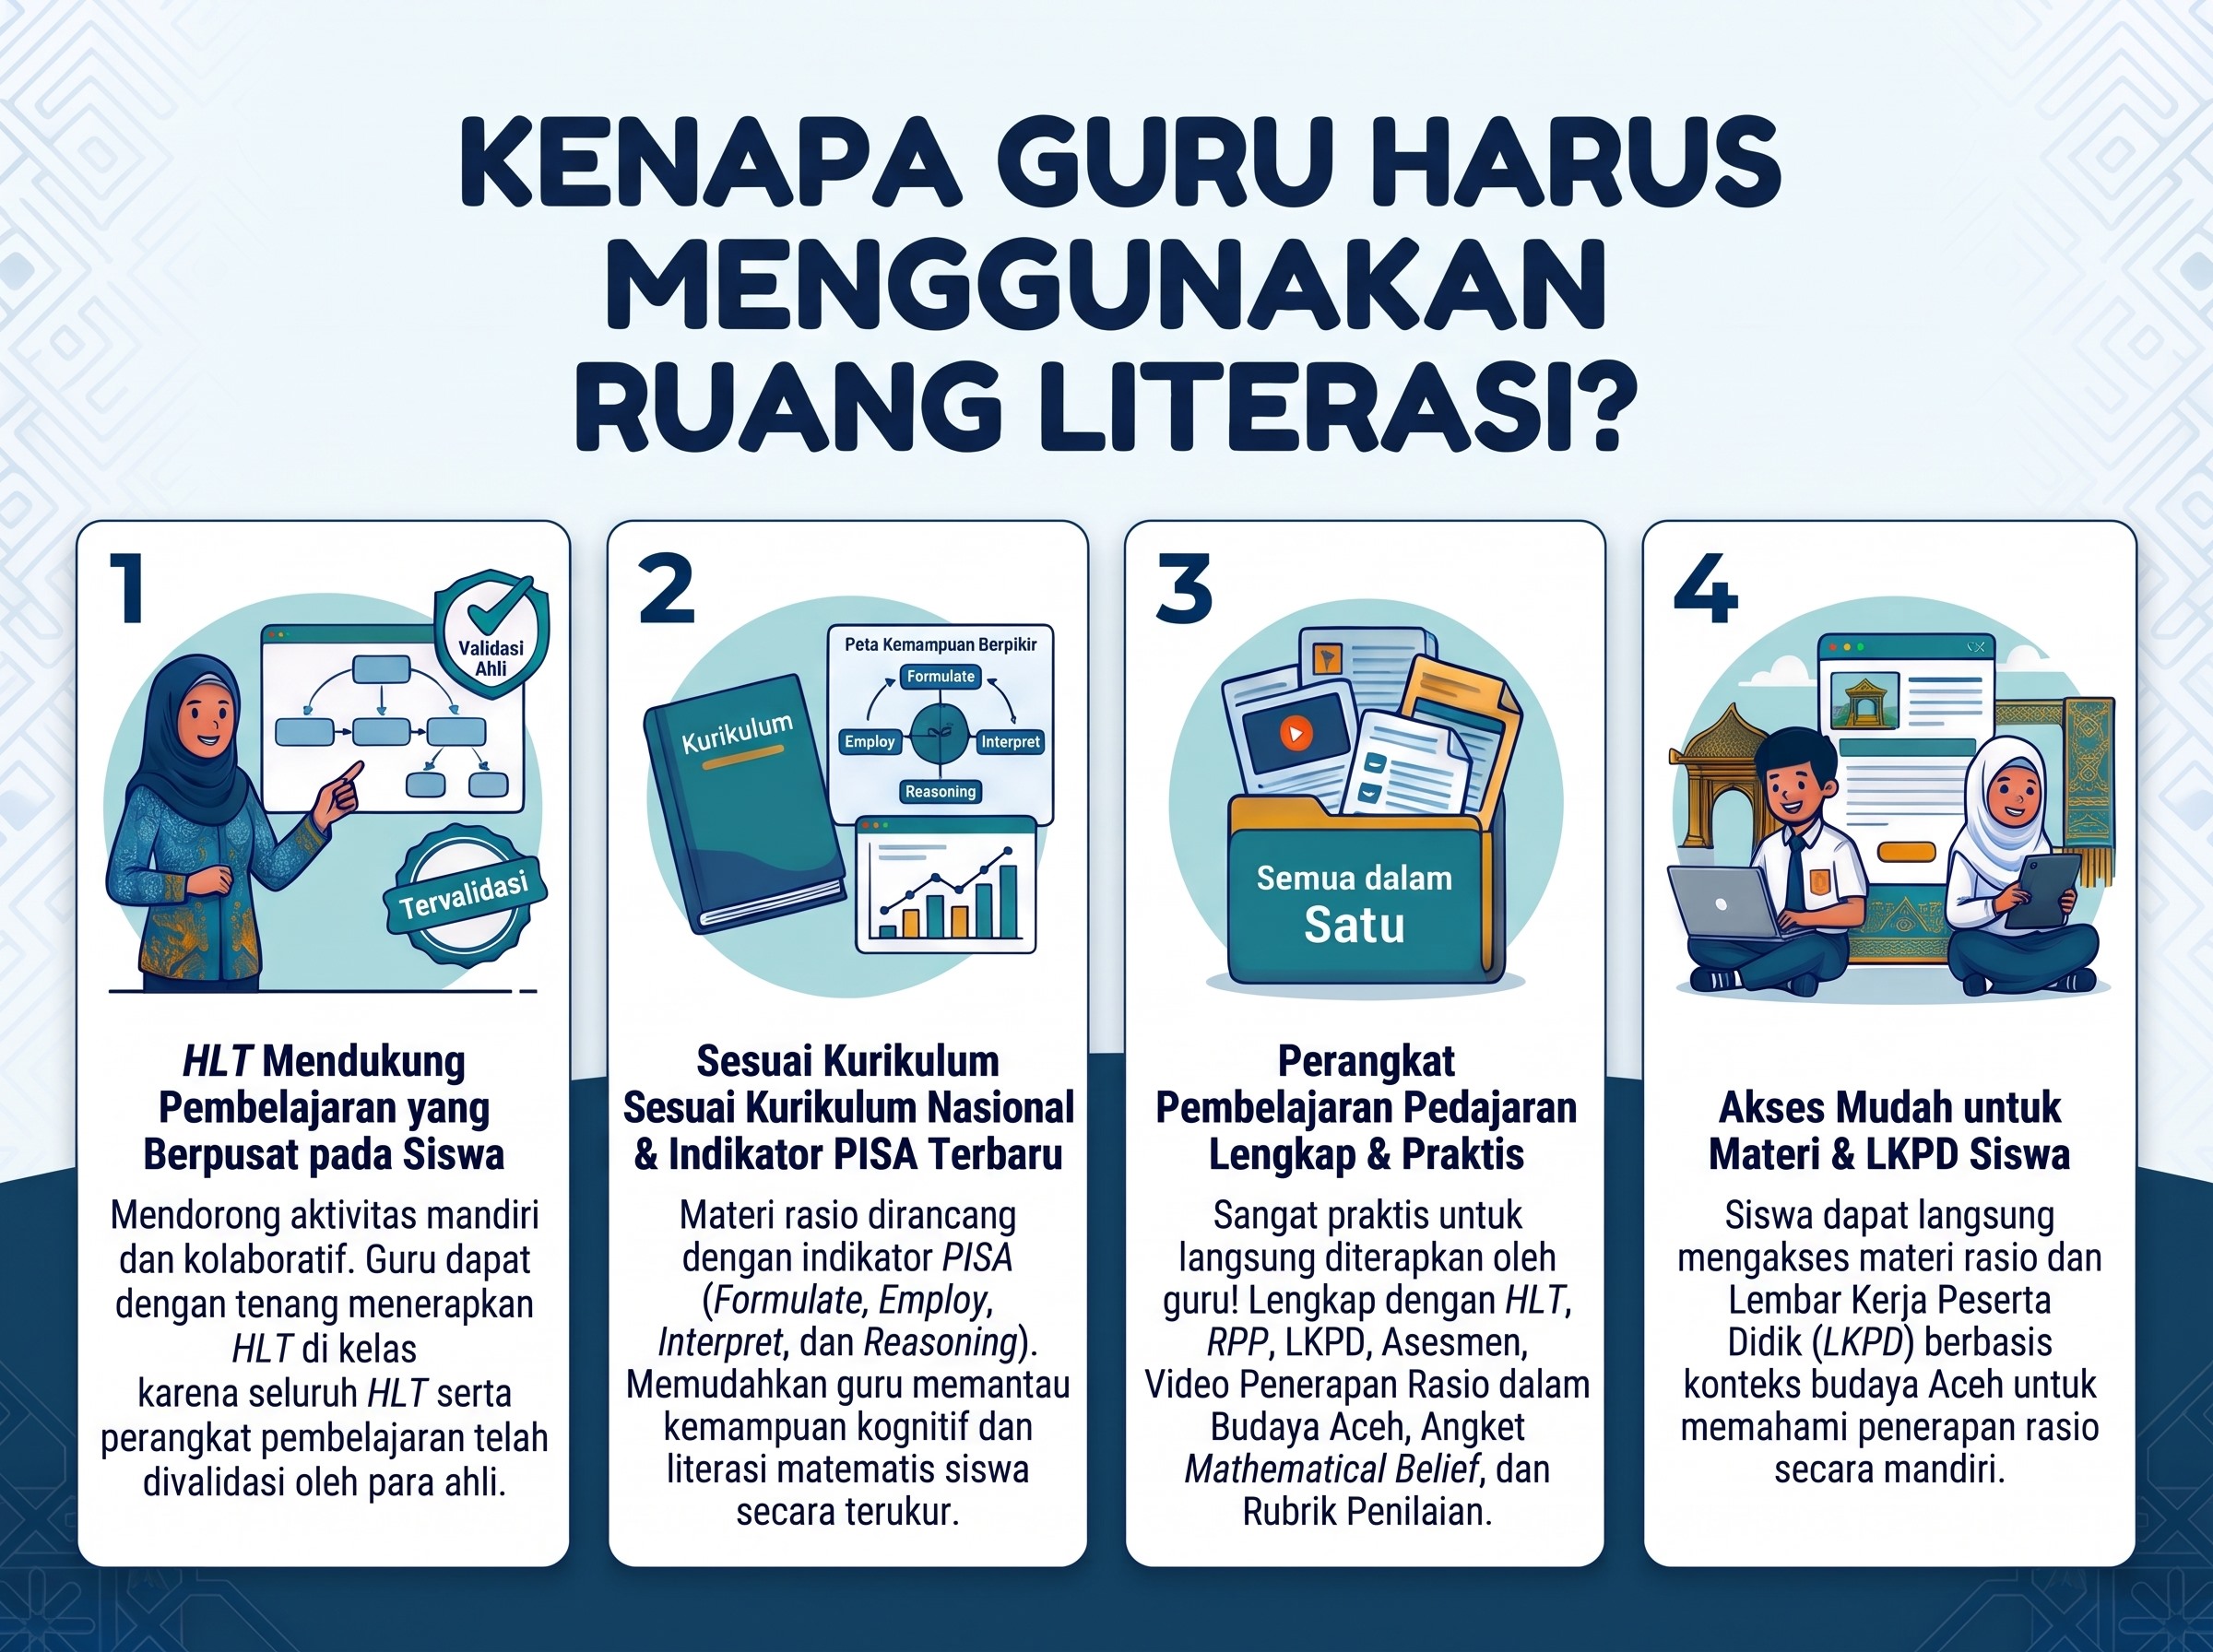 KENAPA GURU HARUS
MENGGUNAKAN
RUANG LITERASI?
1
Validasi
Ahli
Tervalidasi
HLT Mendukung
Pembelajaran yang
Berpusat pada Siswa
Mendorong aktivitas mandiri
dan kolaboratif. Guru dapat
dengan tenang menerapkan
HLT di kelas
karena seluruh HLT serta
perangkat pembelajaran telah
divalidasi oleh para ahli.
2
Kurikulum
Peta Kemampuan Berpikir
Formulate
Employ
Interpret
Reasoning
Sesuai Kurikulum
Sesuai Kurikulum Nasional
& Indikator PISA Terbaru
Materi rasio dirancang
dengan indikator PISA
(Formulate, Employ,
Interpret, dan Reasoning).
Memudahkan guru memantau
kemampuan kognitif dan
literasi matematis siswa
secara terukur.
3
Semua dalam
Satu
Perangkat
Pembelajaran Pedajaran
Lengkap & Praktis
Sangat praktis untuk
langsung diterapkan oleh
guru! Lengkap dengan HLT,
RPP, LKPD, Asesmen,
Video Penerapan Rasio dalam
Budaya Aceh, Angket
Mathematical Belief, dan
Rubrik Penilaian.
4
Akses Mudah untuk
Materi & LKPD Siswa
Siswa dapat langsung
mengakses materi rasio dan
Lembar Kerja Peserta
Didik (LKPD) berbasis
konteks budaya Aceh untuk
memahami penerapan rasio
secara mandiri.